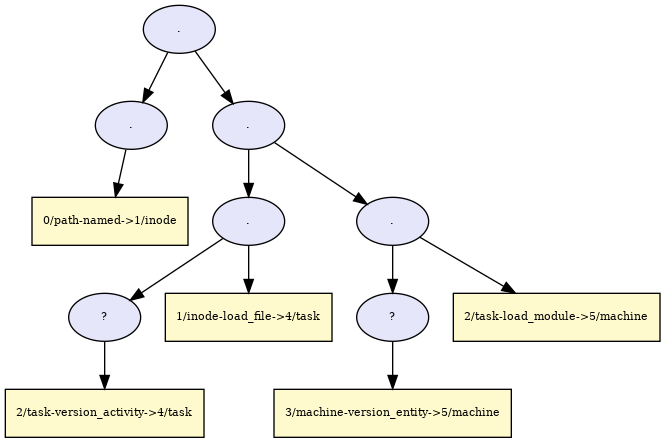 .
.
.
0/path-named->1/inode
.
.
?
1/inode-load_file->4/task
?
2/task-load_module->5/machine
2/task-version_activity->4/task
3/machine-version_entity->5/machine